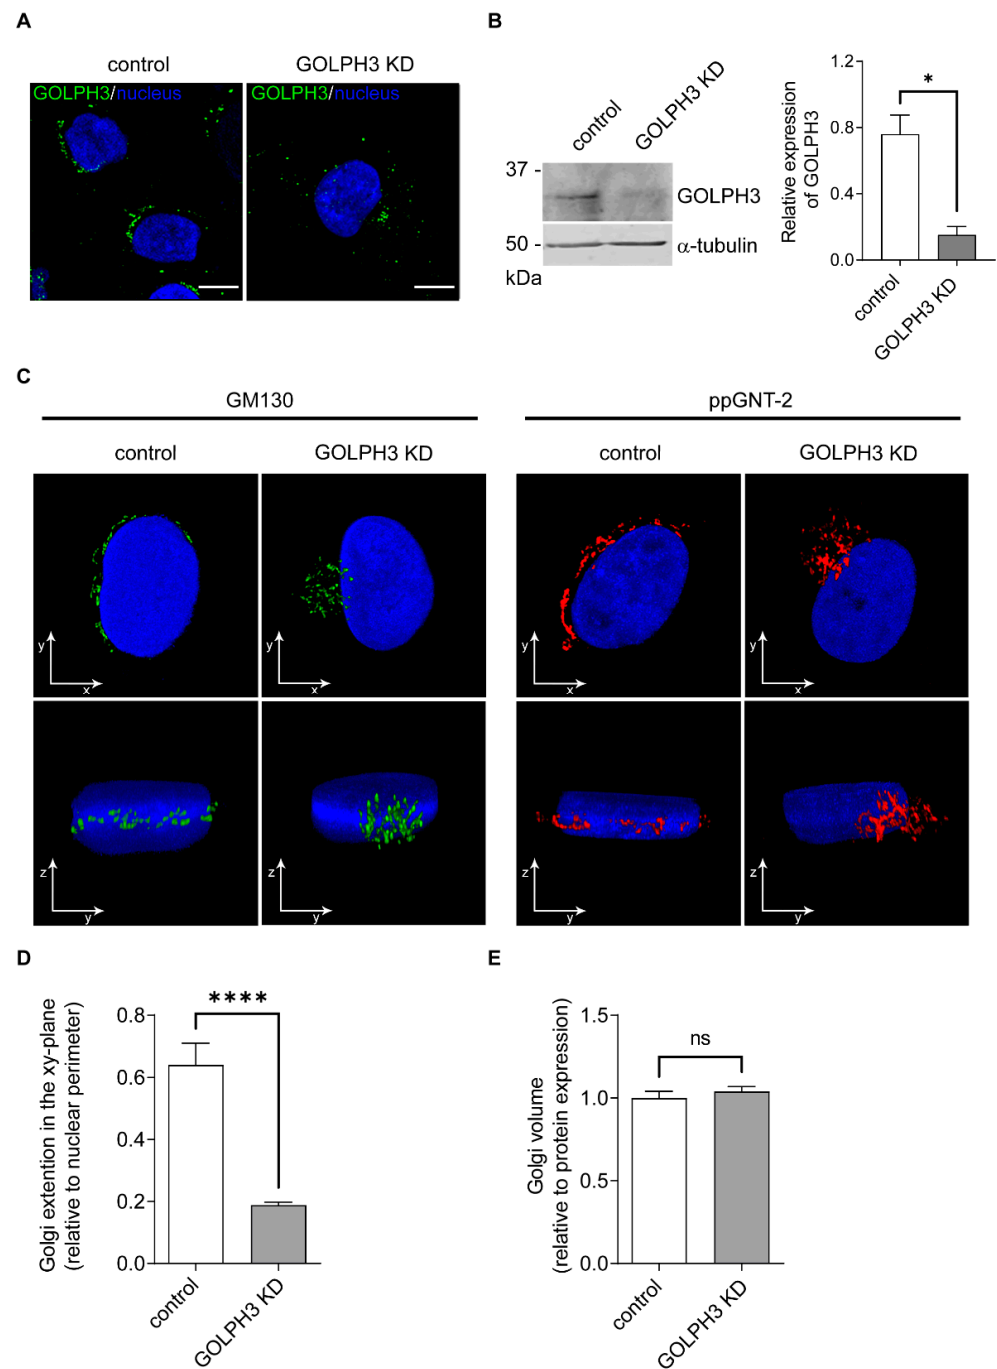 A
control
GOLPH3 KD
GOLPH3/nucleus
GOLPH3/nucleus
B
control
GOLPH3 KD
37 -
GOLPH3
50 -
α-tubulin
kDa
Relative expression
of GOLPH3
1.2
0.8
0.4
0.0
*
control
GOLPH3 KD
C
GM130
ppGNT-2
control
GOLPH3 KD
control
GOLPH3 KD
y
x
y
x
y
x
y
x
z
y
z
y
z
y
z
y
D
Golgi extention in the xy-plane
(relative to nuclear perimeter)
0.8
0.6
0.4
0.2
0.0
****
control
GOLPH3 KD
E
Golgi volume
(relative to protein expression)
1.5
1.0
0.5
0.0
ns
control
GOLPH3 KD